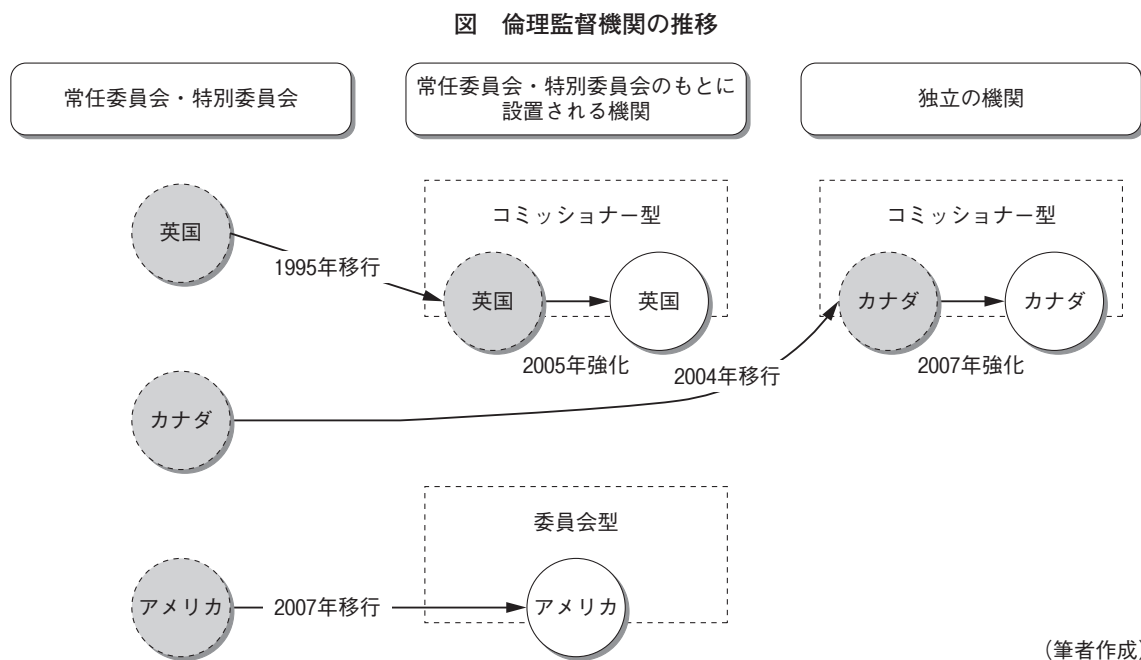 図　倫理監督機関の推移
常任委員会・特別委員会
常任委員会・特別委員会のもとに
設置される機関
独立の機関
コミッショナー型
コミッショナー型
英国
1995年移行
英国
英国
カナダ
カナダ
2005年強化
2004年移行
2007年強化
カナダ
委員会型
アメリカ
2007年移行
アメリカ
（筆者作成）